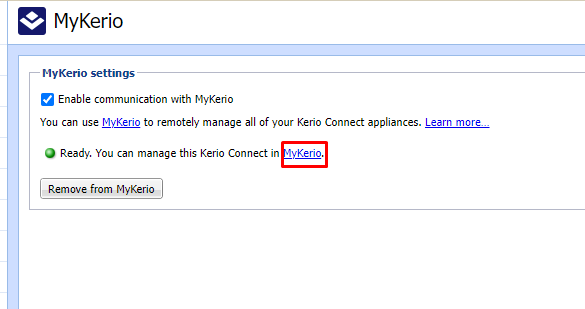 MyKerio
MyKerio settings
Enable communication with MyKerio
You can use MyKerio to remotely manage all of your Kerio Connect appliances. Learn more...
Ready. You can manage this Kerio Connect in MyKerio.
Remove from MyKerio